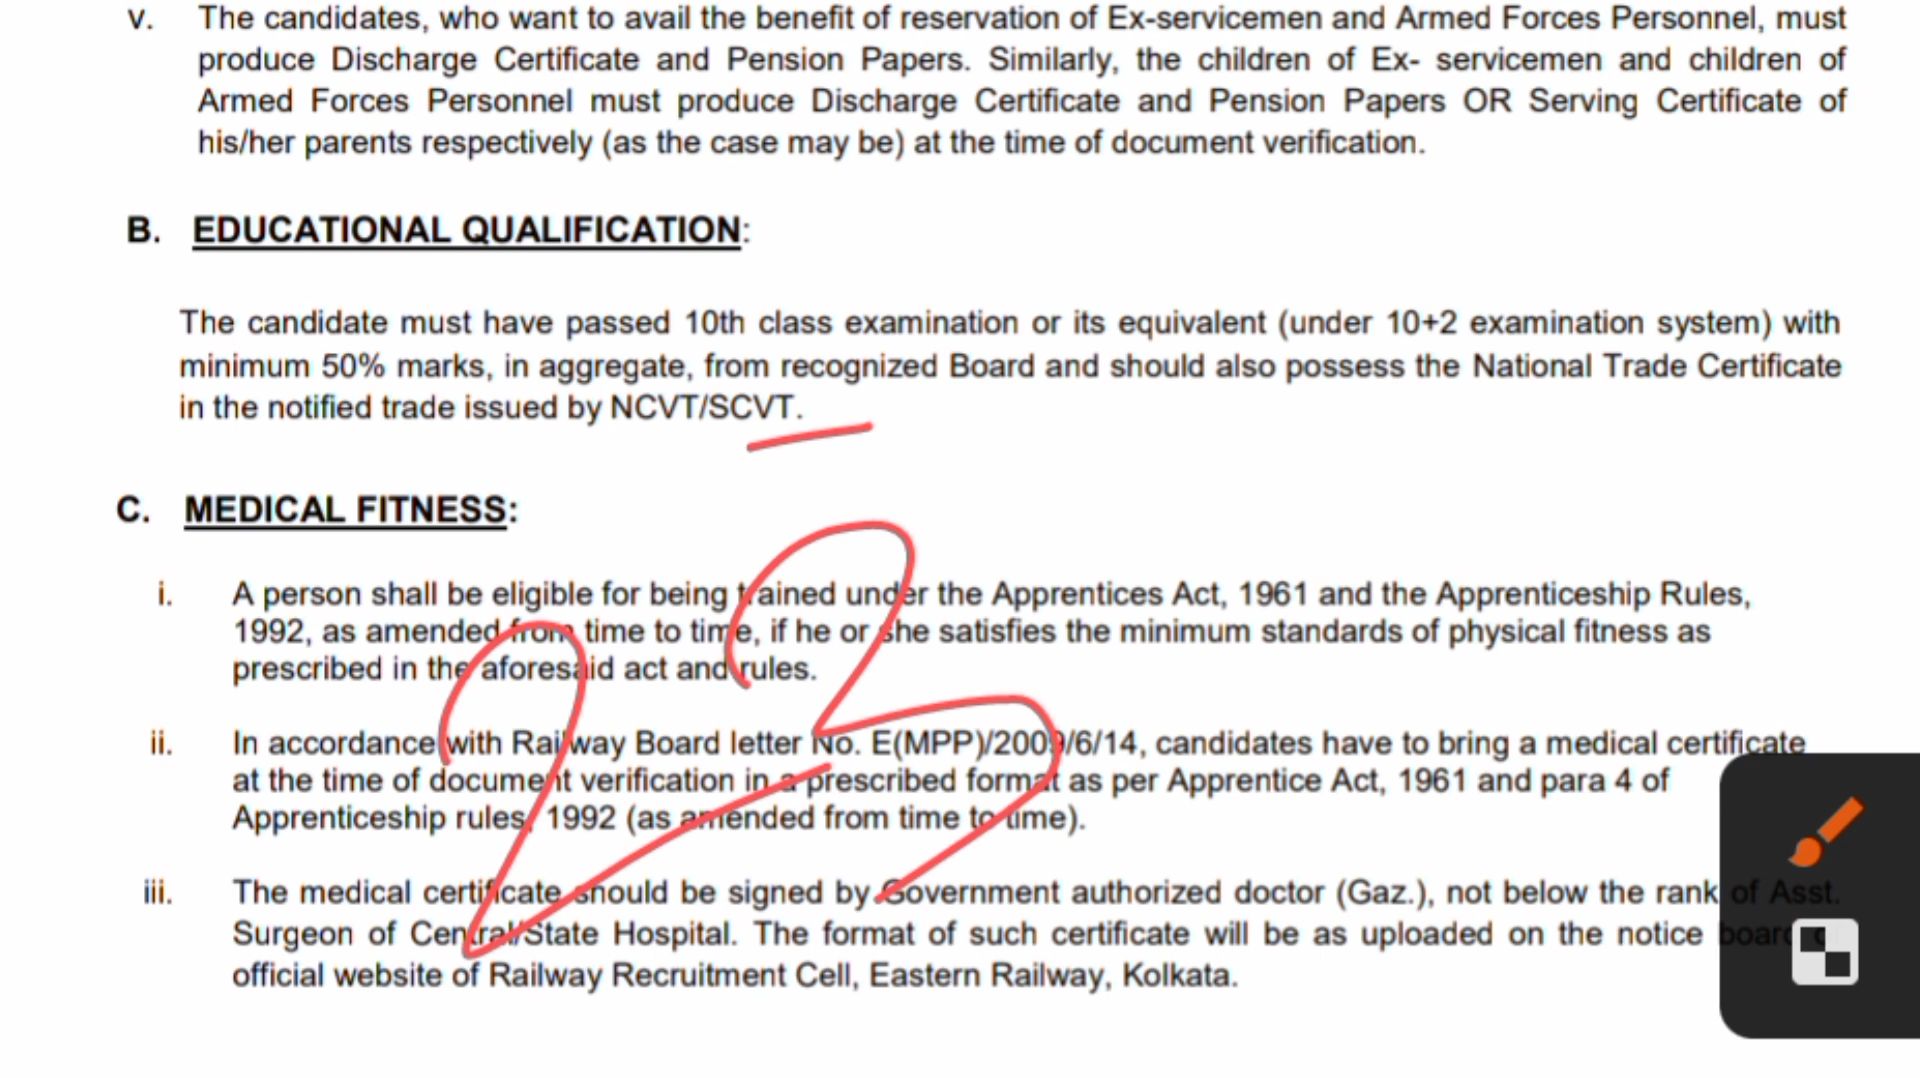 v. The candidates, who want to avail the benefit of reservation of Ex-servicemen and Armed Forces Personnel, must
produce Discharge Certificate and Pension Papers. Similarly, the children of Ex- servicemen and children of
Armed Forces Personnel must produce Discharge Certificate and Pension Papers OR Serving Certificate of
his/her parents respectively (as the case may be) at the time of document verification.
B. EDUCATIONAL QUALIFICATION:
The candidate must have passed 10th class examination or its equivalent (under 10+2 examination system) with
minimum 50% marks, in aggregate, from recognized Board and should also possess the National Trade Certificate
in the notified trade issued by NCVT/SCVT.
C. MEDICAL FITNESS:
i. A person shall be eligible for being trained under the Apprentices Act, 1961 and the Apprenticeship Rules,
1992, as amended from time to time, if he or she satisfies the minimum standards of physical fitness as
prescribed in the aforesaid act and rules.
ii. In accordance with Railway Board letter No. E(MPP)/2009/6/14, candidates have to bring a medical certificate
at the time of document verification in a prescribed format as per Apprentice Act, 1961 and para 4 of
Apprenticeship rules, 1992 (as amended from time to time).
iii. The medical certificate should be signed by Government authorized doctor (Gaz.), not below the rank of Asst.
Surgeon of Central/State Hospital. The format of such certificate will be as uploaded on the notice board
official website of Railway Recruitment Cell, Eastern Railway, Kolkata.
23